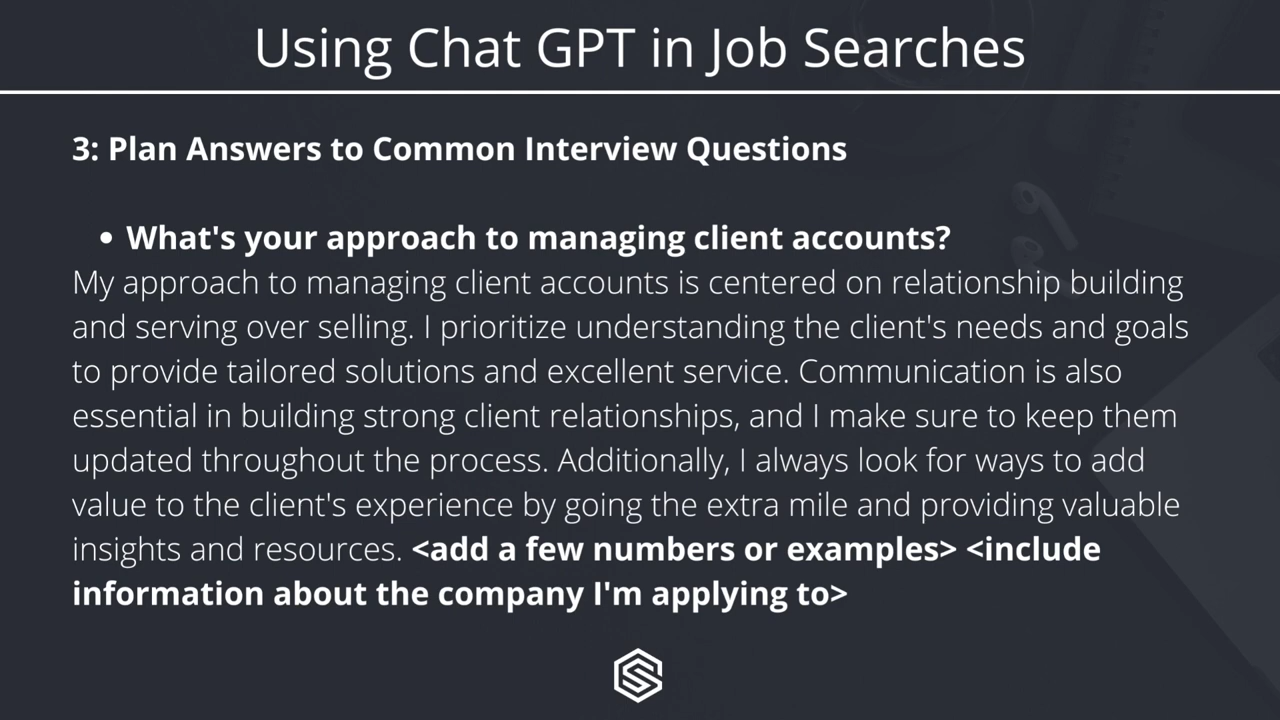 Using Chat GPT in Job Searches
3: Plan Answers to Common Interview Questions
• What's your approach to managing client accounts?
My approach to managing client accounts is centered on relationship building
and serving over selling. I prioritize understanding the client's needs and goals
to provide tailored solutions and excellent service. Communication is also
essential in building strong client relationships, and I make sure to keep them
updated throughout the process. Additionally, I always look for ways to add
value to the client's experience by going the extra mile and providing valuable
insights and resources. <add a few numbers or examples> <include
information about the company I'm applying to>